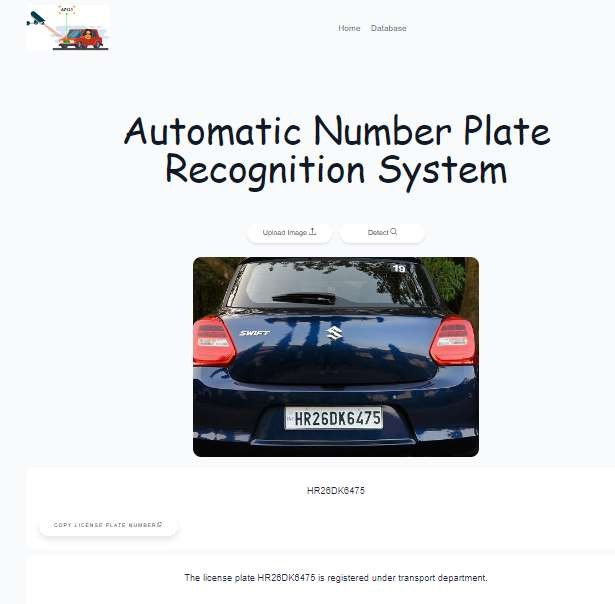 Home Database
Automatic Number Plate
Recognition System
Upload Image Detect
19
SWIFT
HR26DK6475
HR26DK6475
COPY LICENSE PLATE NUMBER
The license plate HR26DK6475 is registered under transport department.